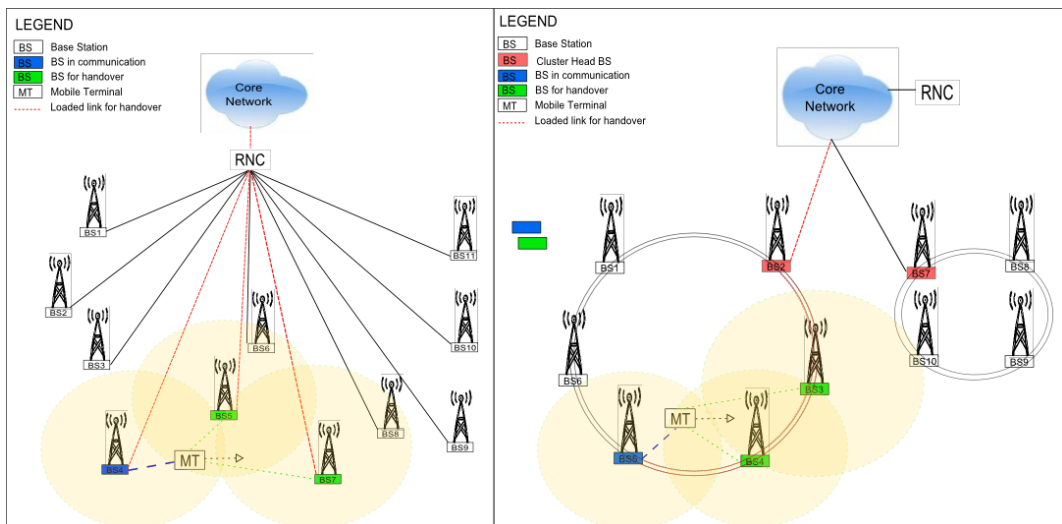 LEGEND
BS Base Station
BS BS in communication
BS BS for handover
MT Mobile Terminal
Loaded link for handover
Core
Network
RNC
BS1
BS11
BS2
BS3
BS6
BS10
BS5
BS8
BS9
BS4
MT
BS7
LEGEND
BS Base Station
BS Cluster Head BS
BS BS in communication
BS BS for handover
MT Mobile Terminal
Loaded link for handover
Core
Network
RNC
BS1
BS2
BS7
BS8
BS6
BS3
BS10
BS9
MT
BS5
BS4